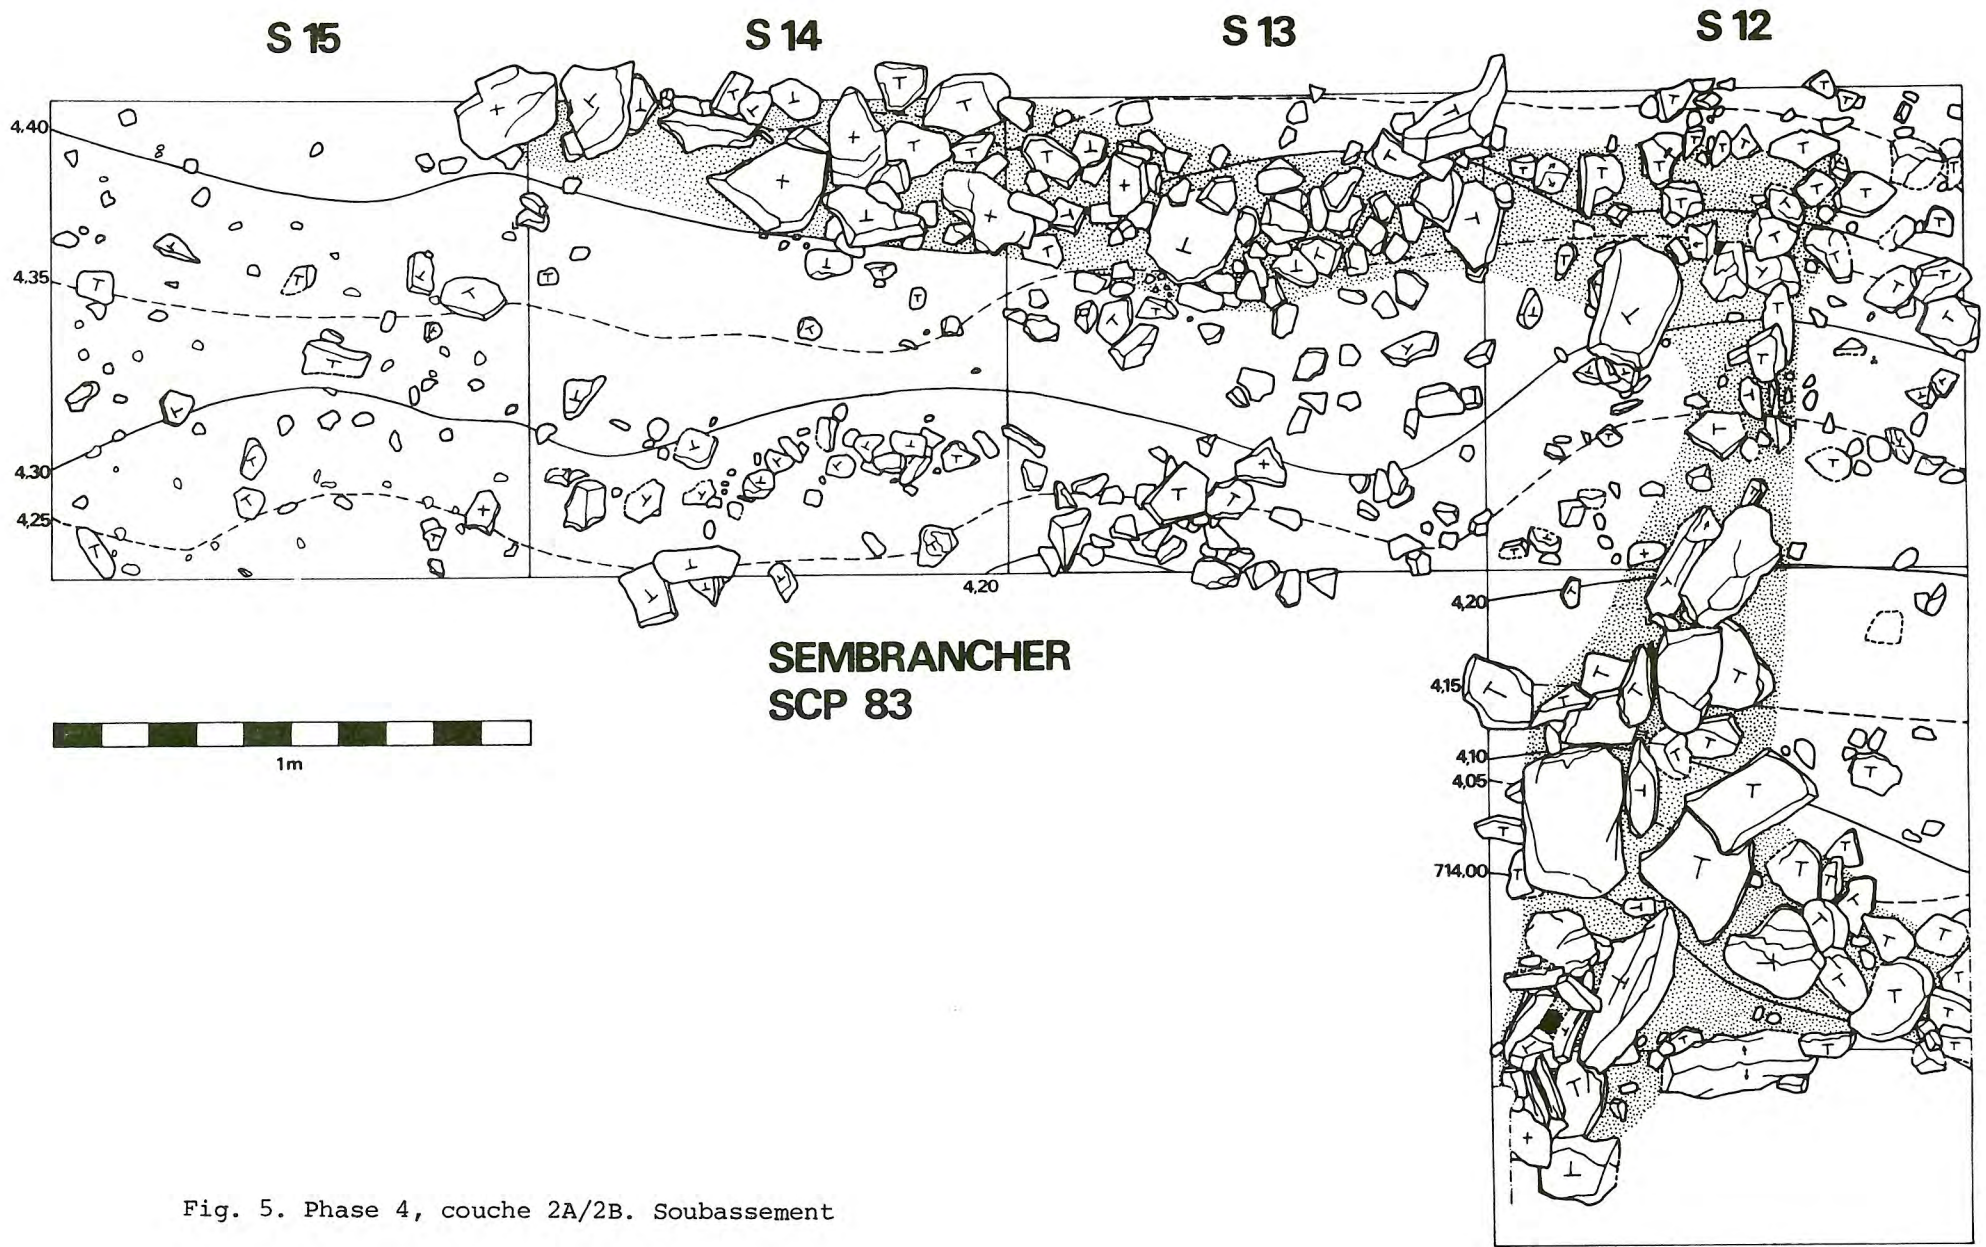 S 15 S 14 S 13 S 12
4,40
4,35
4,30
4,25
4,20
4,20
SEMBRANCHER
SCP 83
4,15
1m
4,10
4,05
714,00
Fig. 5. Phase 4, couche 2A/2B. Soubassement